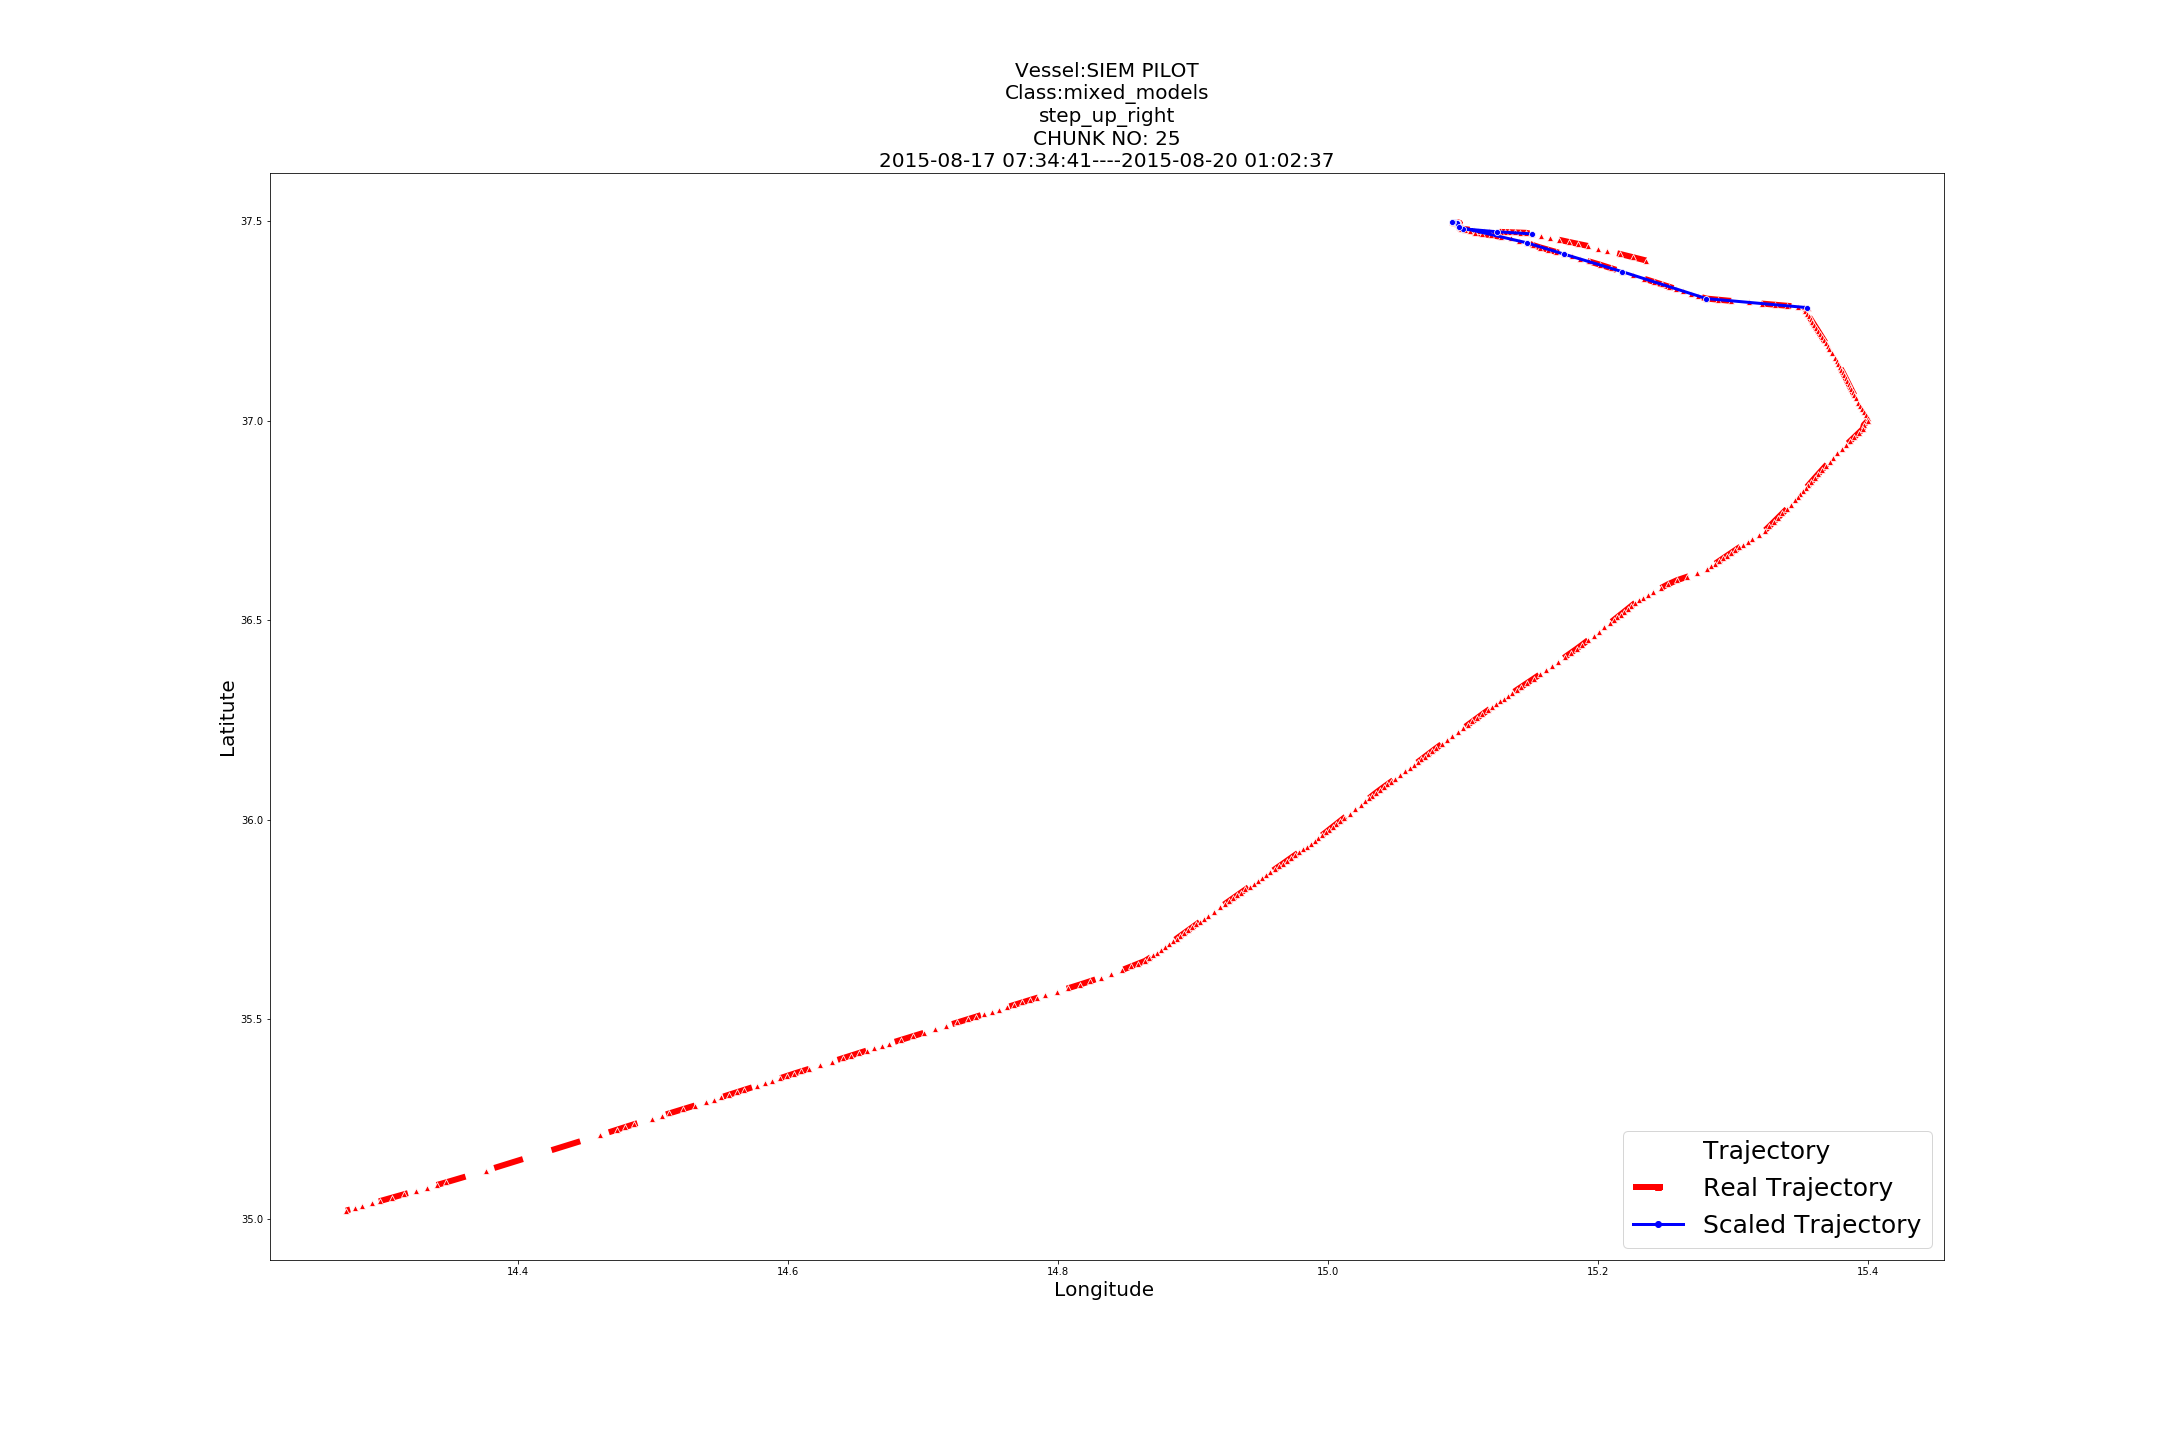 Vessel:SIEM PILOT
Class:mixed_models
step_up_right
CHUNK NO: 25
2015-08-17 07:34:41----2015-08-20 01:02:37
37.5
37.0
36.5
36.0
35.5
35.0
Latitute
14.4
14.6
14.8
15.0
15.2
15.4
Longitude
Trajectory
Real Trajectory
Scaled Trajectory